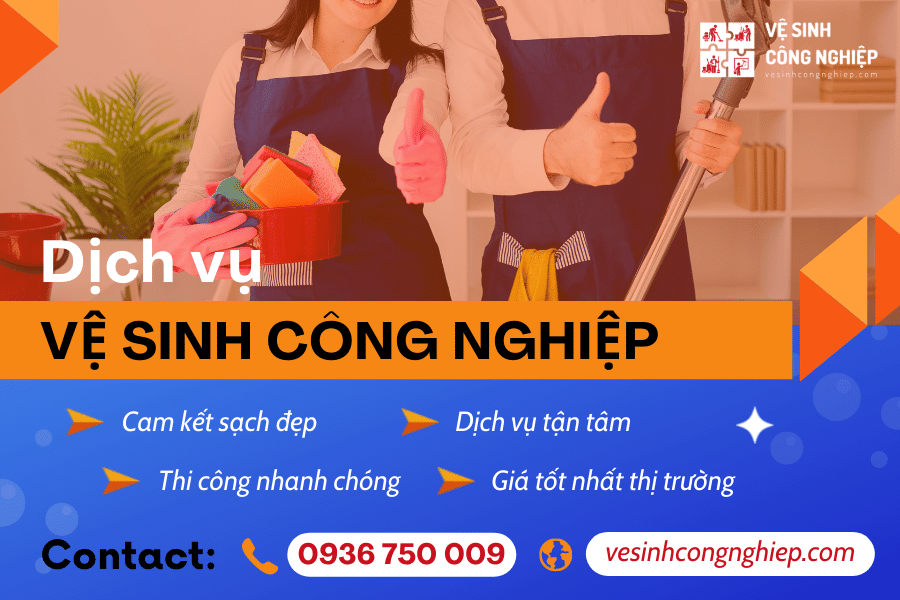 VỆ SINH
CÔNG NGHIỆP
vesinhcongnghiep.com
Dịch vụ
VỆ SINH CÔNG NGHIỆP
Cam kết sạch đẹp
Dịch vụ tận tâm
Thi công nhanh chóng
Giá tốt nhất thị trường
Contact:
0936 750 009
vesinhcongnghiep.com